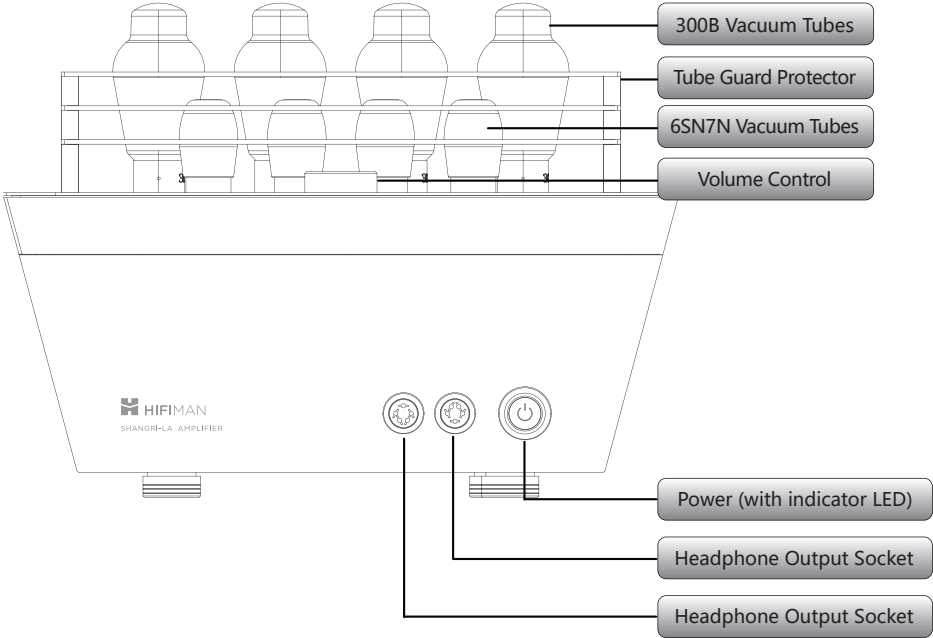 300B Vacuum Tubes
Tube Guard Protector
6SN7N Vacuum Tubes
Volume Control
HIFIMAN
SHANGRI-LA AMPLIFIER
Power (with indicator LED)
Headphone Output Socket
Headphone Output Socket